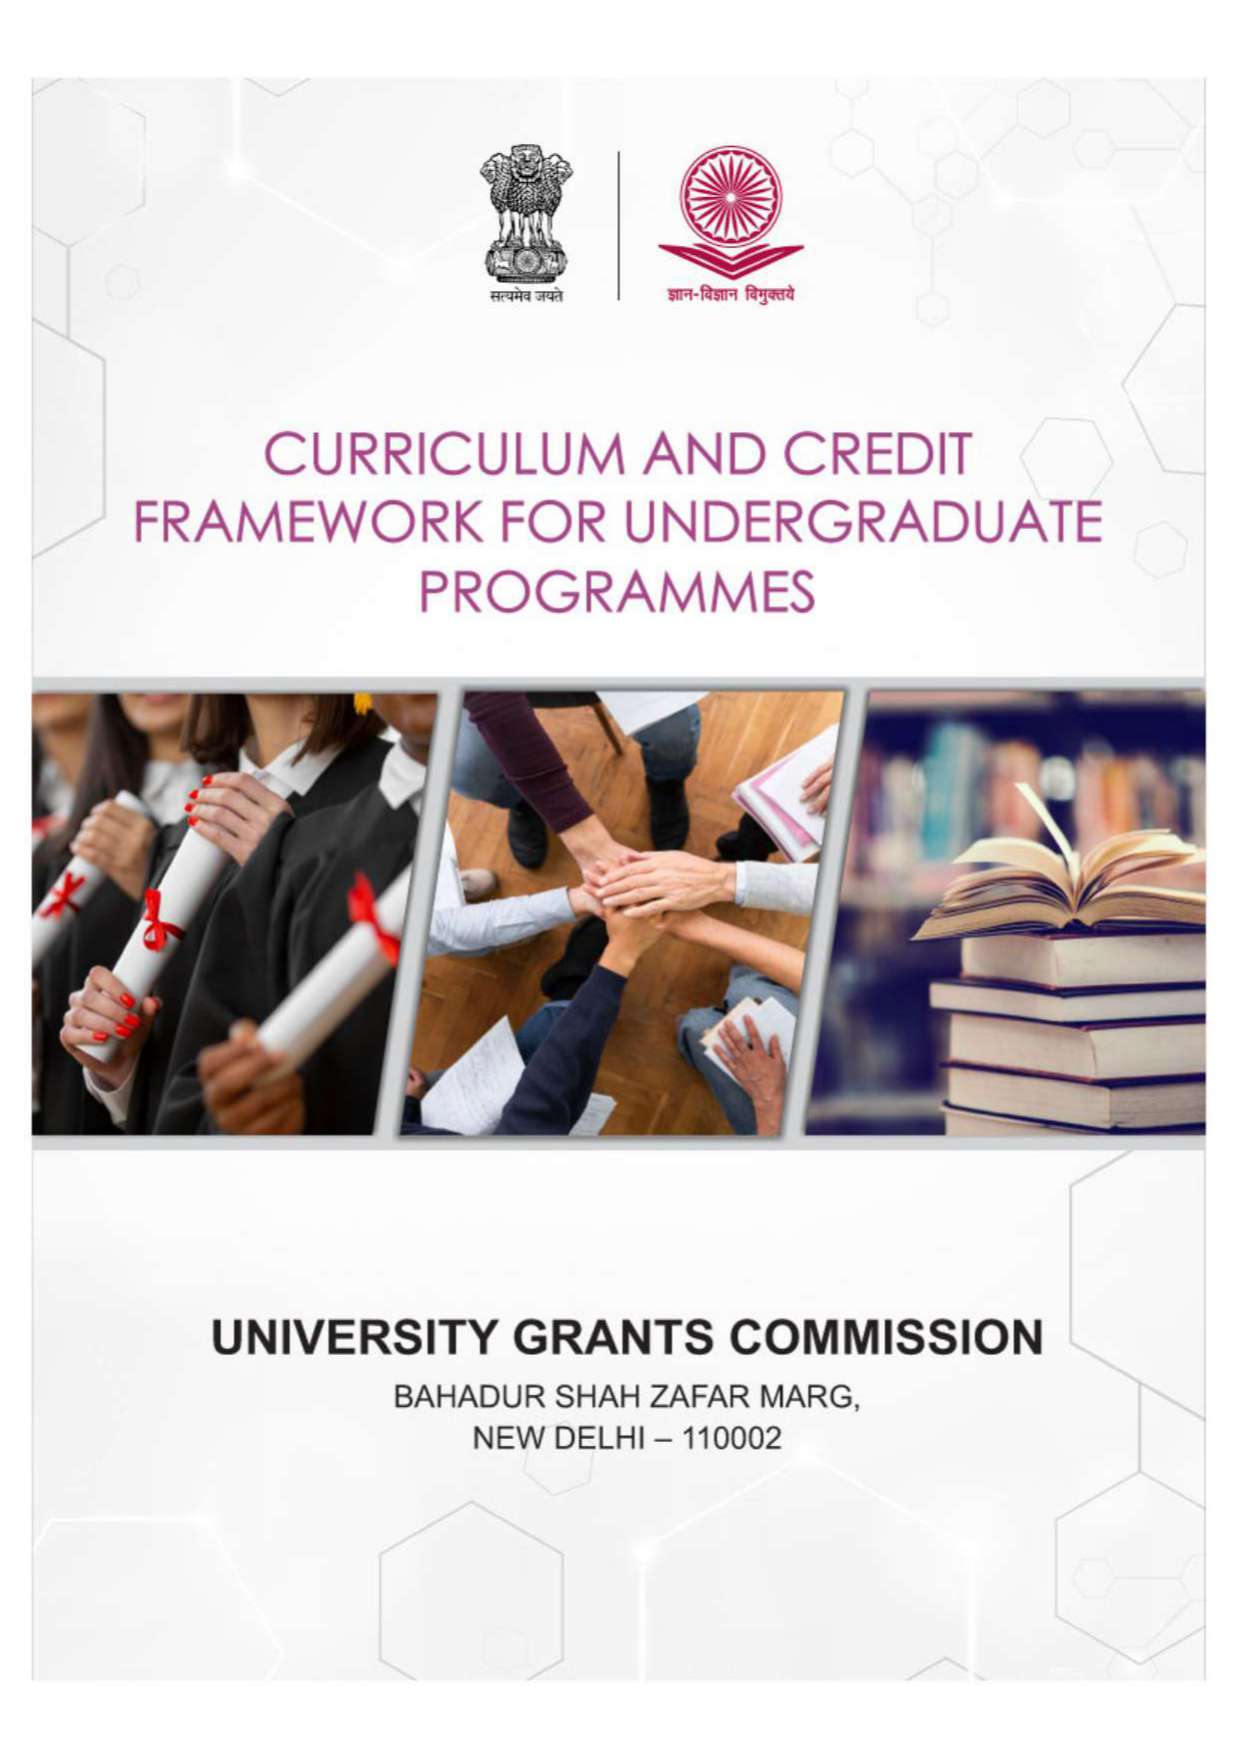 सत्यमेव जयते
ज्ञान-विज्ञान विमुक्तये
CURRICULUM AND CREDIT
FRAMEWORK FOR UNDERGRADUATE
PROGRAMMES
UNIVERSITY GRANTS COMMISSION
BAHADUR SHAH ZAFAR MARG,
NEW DELHI – 110002